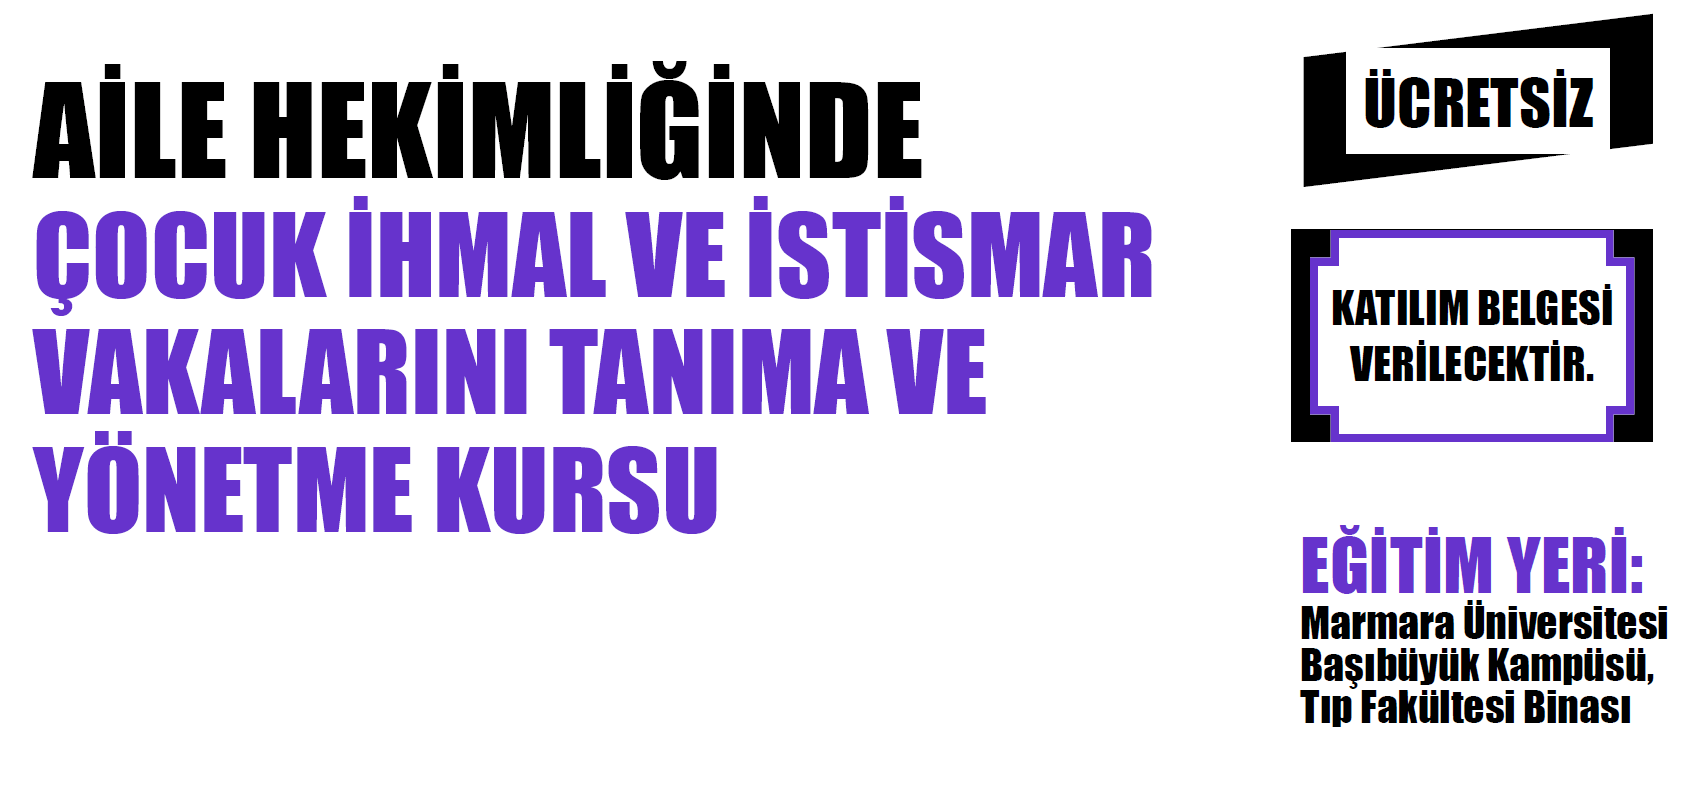 AİLE HEKİMLİĞİNDE
ÇOCUK İHMAL VE İSTİSMAR
VAKALARINI TANIMA VE
YÖNETME KURSU
ÜCRETSİZ
KATILIM BELGESİ
VERİLECEKTİR.
EĞİTİM YERİ:
Marmara Üniversitesi
Başıbüyük Kampüsü,
Tıp Fakültesi Binası